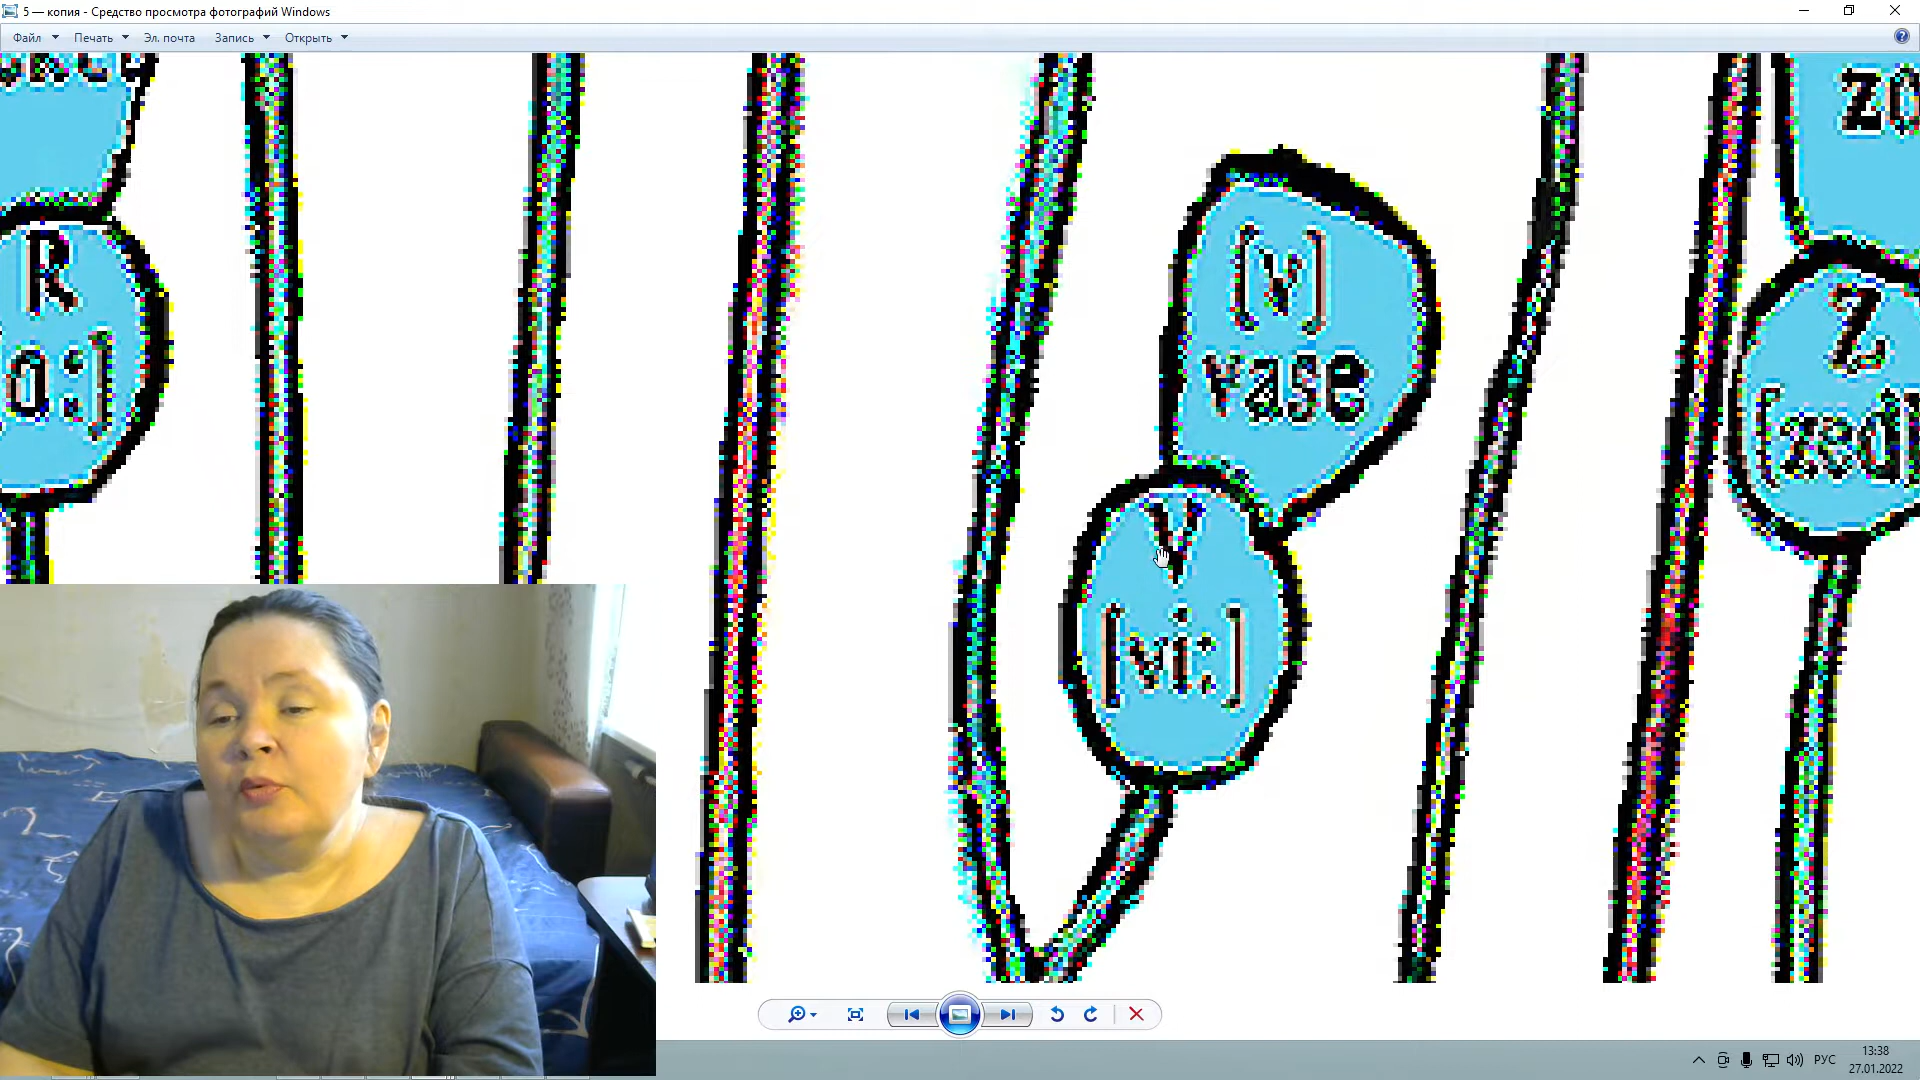 5 — копия - Средство просмотра фотографий Windows
Файл Печать Эл. почта Запись Открыть
R
[v]
vase
V
[vi:]
Z
[zed]
РУС
13:38
27.01.2022